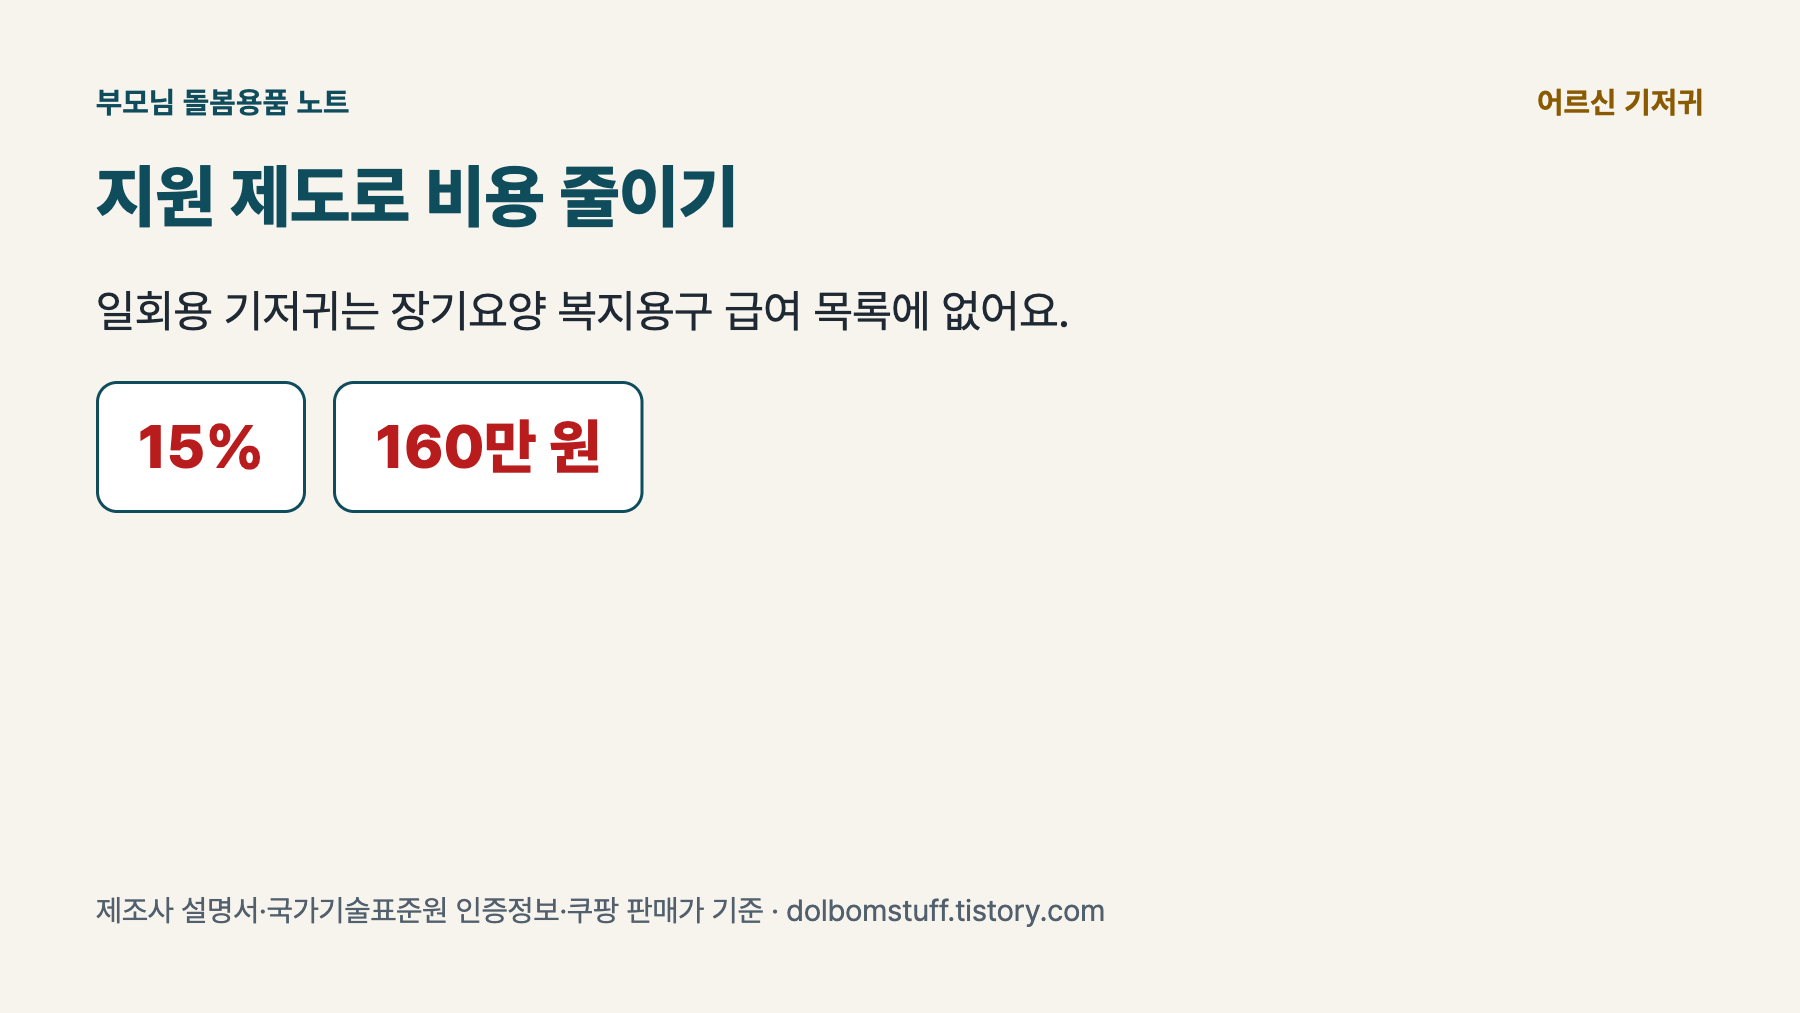 부모님 돌봄용품 노트
어르신 기저귀
지원 제도로 비용 줄이기
일회용 기저귀는 장기요양 복지용구 급여 목록에 없어요.
15%
160만 원
제조사 설명서·국가기술표준원 인증정보·쿠팡 판매가 기준 · dolbomstuff.tistory.com